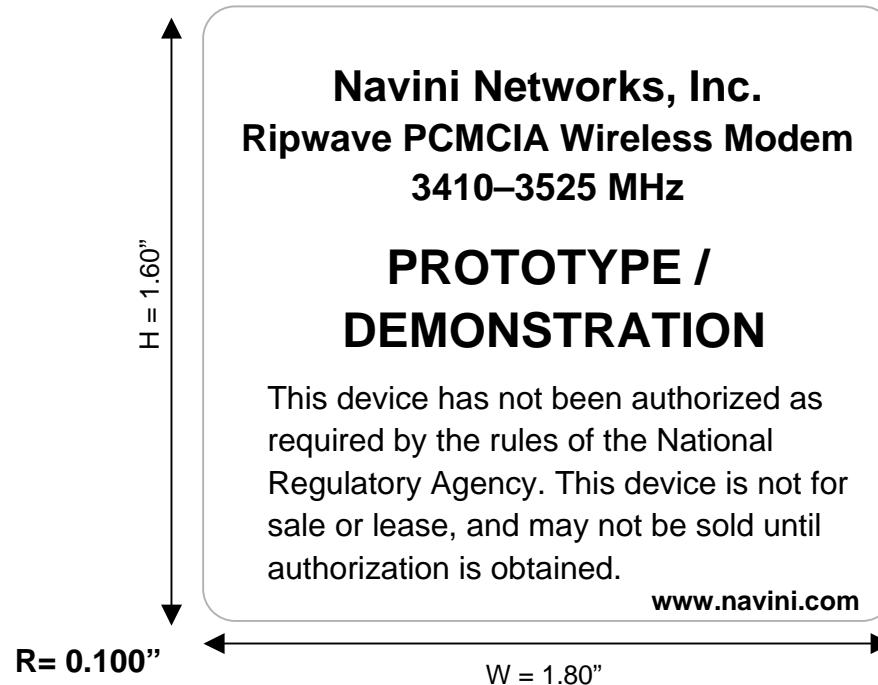 Navini Networks, Inc.
Ripwave PCMCIA Wireless Modem
3410–3525 MHz
PROTOTYPE /
DEMONSTRATION
This device has not been authorized as
required by the rules of the National
Regulatory Agency. This device is not for
sale or lease, and may not be sold until
authorization is obtained.
www.navini.com
H = 1.60”
R= 0.100”
W = 1.80”